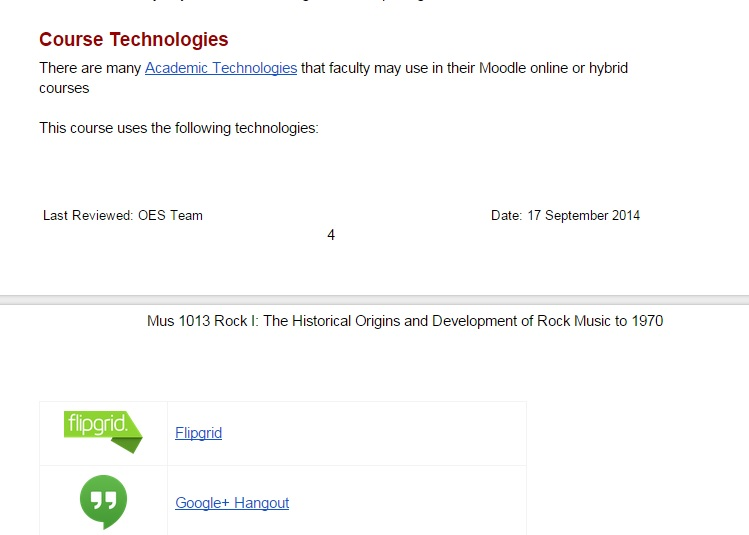 Course Technologies
There are many Academic Technologies that faculty may use in their Moodle online or hybrid
courses
This course uses the following technologies:
Last Reviewed: OES Team Date: 17 September 2014
4
Mus 1013 Rock I: The Historical Origins and Development of Rock Music to 1970
flipgrid. Flipgrid
Google+ Hangout